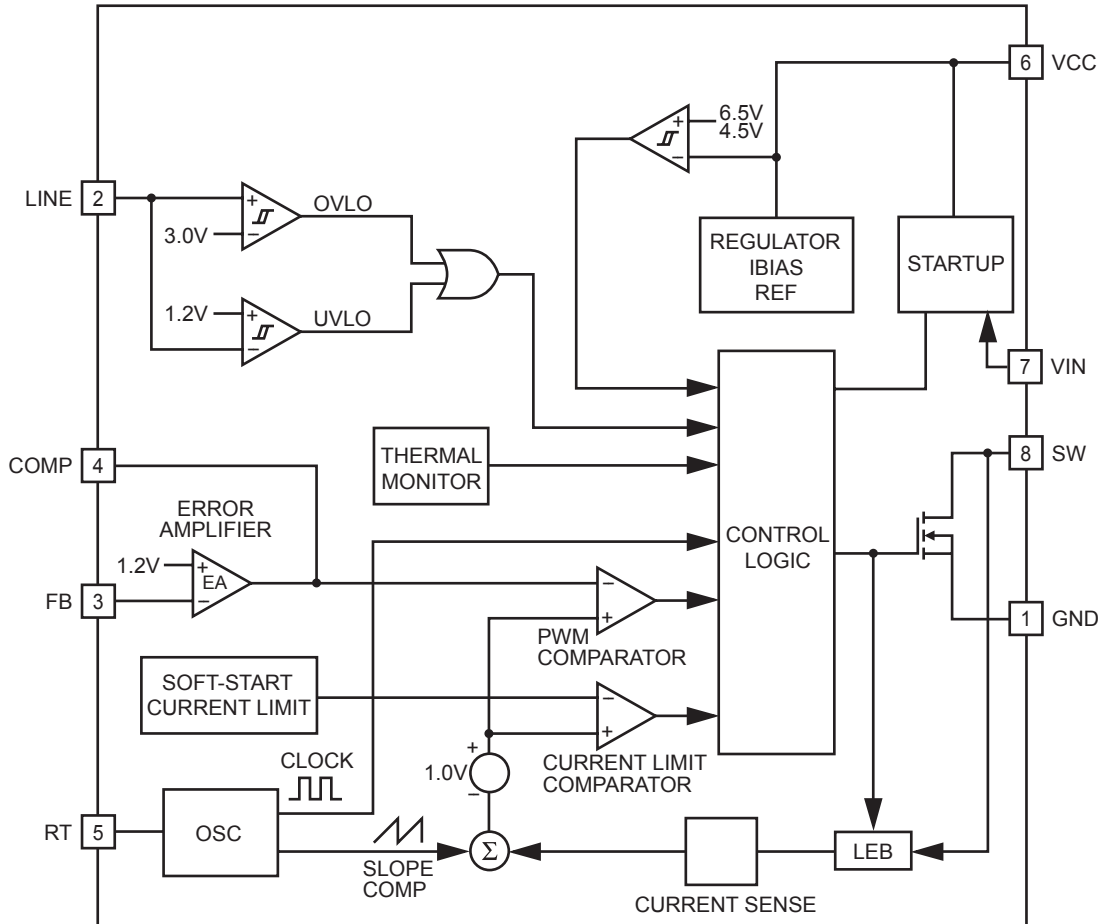 6 VCC
6.5V
4.5V
+
−
LINE 2
+
−
3.0V
OVLO
1.2V
+
−
UVLO
REGULATOR
IBIAS
REF
STARTUP
7 VIN
COMP 4
THERMAL
MONITOR
8 SW
ERROR
AMPLIFIER
1.2V
+
EA
−
FB 3
CONTROL
LOGIC
−
+
PWM
COMPARATOR
1 GND
SOFT-START
CURRENT LIMIT
−
+
CURRENT LIMIT
COMPARATOR
+
1.0V
−
CLOCK
RT 5
OSC
SLOPE
COMP
Σ
CURRENT SENSE
LEB